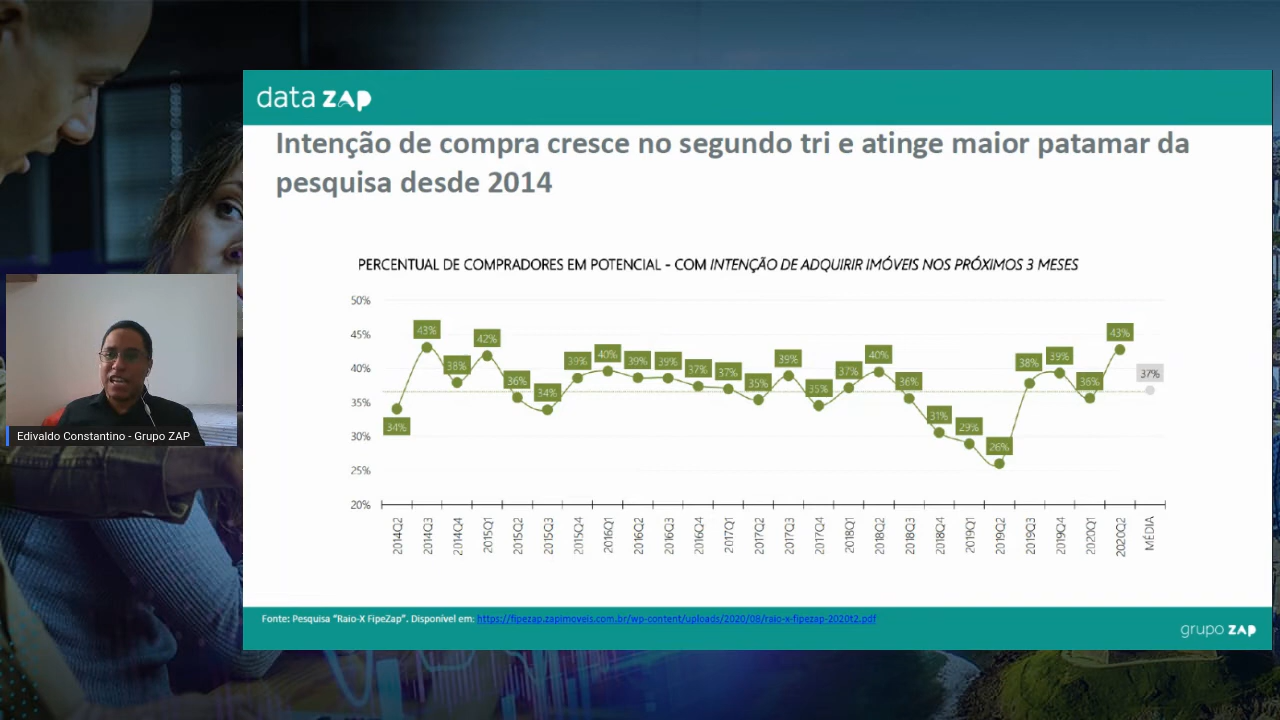 data ZAP
Intenção de compra cresce no segundo tri e atinge maior patamar da
pesquisa desde 2014
PERCENTUAL DE COMPRADORES EM POTENCIAL - COM INTENÇÃO DE ADQUIRIR IMÓVEIS NOS PRÓXIMOS 3 MESES
50%
45%
40%
35%
30%
25%
20%
34%
43%
38%
42%
36%
34%
39%
40%
39%
39%
37%
37%
35%
39%
35%
37%
40%
36%
31%
29%
26%
38%
39%
36%
43%
37%
2014Q2
2014Q3
2014Q4
2015Q1
2015Q2
2015Q3
2015Q4
2016Q1
2016Q2
2016Q3
2016Q4
2017Q1
2017Q2
2017Q3
2017Q4
2018Q1
2018Q2
2018Q3
2018Q4
2019Q1
2019Q2
2019Q3
2019Q4
2020Q1
2020Q2
MÉDIA
Edivaldo Constantino - Grupo ZAP
Fonte: Pesquisa “Raio-X FipeZap”. Disponível em: https://fipezap.zapimoveis.com.br/wp-content/uploads/2020/08/raio-x-fipezap-2020t2.pdf
grupo ZAP